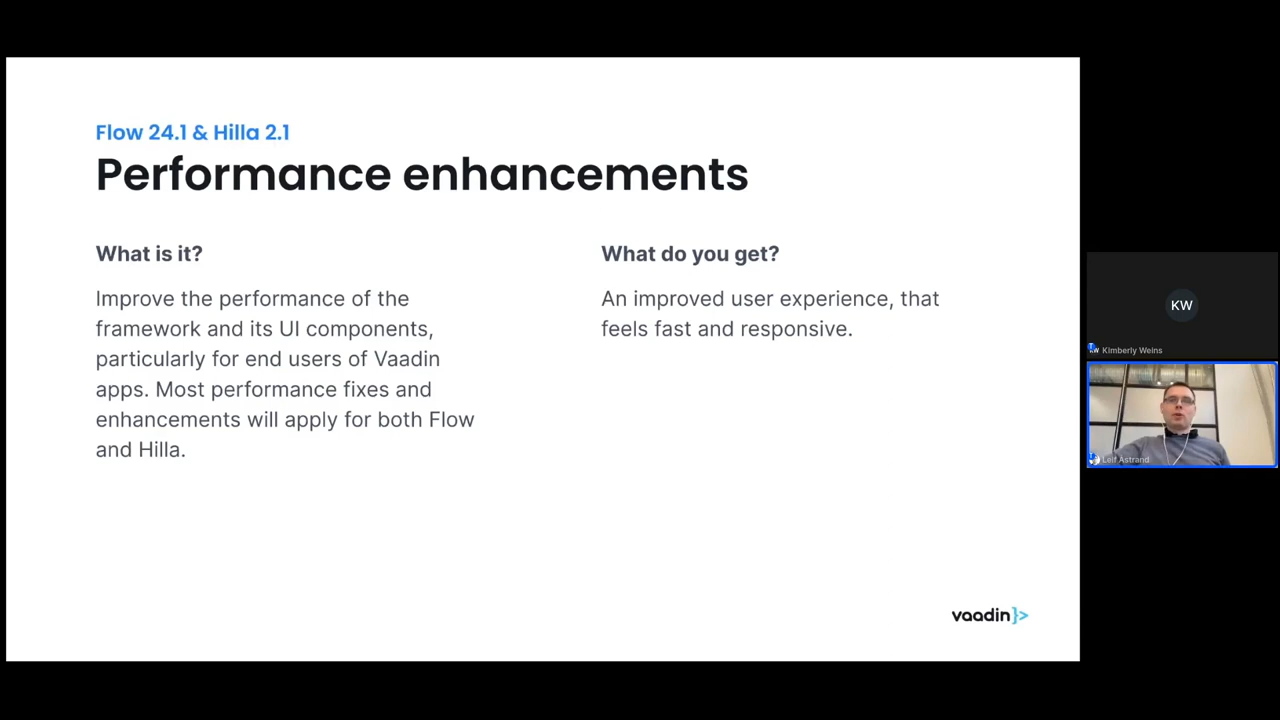 Flow 24.1 & Hilla 2.1
Performance enhancements
What is it?
Improve the performance of the
framework and its UI components,
particularly for end users of Vaadin
apps. Most performance fixes and
enhancements will apply for both Flow
and Hilla.
What do you get?
An improved user experience, that
feels fast and responsive.
vaadin}>
KW
Kimberly Weins
Leif Åstrand